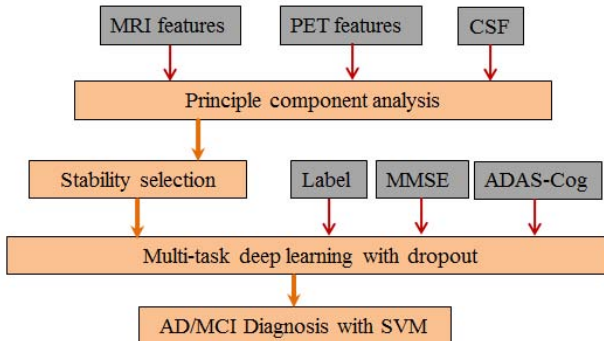 MRI features
PET features
CSF
Principle component analysis
Stability selection
Label
MMSE
ADAS-Cog
Multi-task deep learning with dropout
AD/MCI Diagnosis with SVM